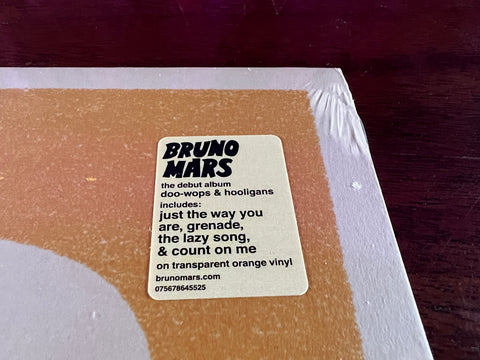 BRUNO
MARS
the debut album
doo-wops & hooligans
includes:
just the way you
are, grenade,
the lazy song,
& count on me
on transparent orange vinyl
brunomars.com
075678645525